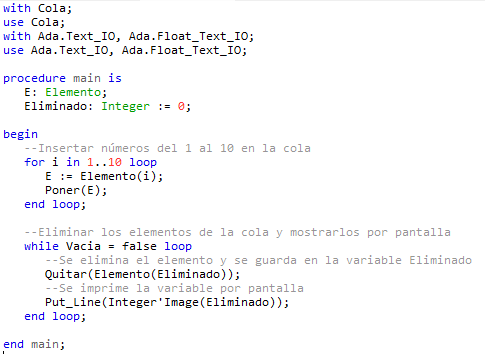 with Cola;
use Cola;
with Ada.Text_IO, Ada.Float_Text_IO;
use Ada.Text_IO, Ada.Float_Text_IO;

procedure main is
   E: Elemento;
   Eliminado: Integer := 0;

begin
   --Insertar números del 1 al 10 en la cola
   for i in 1..10 loop
      E := Elemento(i);
      Poner(E);
   end loop;

   --Eliminar los elementos de la cola y mostrarlos por pantalla
   while Vacia = false loop
      --Se elimina el elemento y se guarda en la variable Eliminado
      Quitar(Elemento(Eliminado));
      --Se imprime la variable por pantalla
      Put_Line(Integer'Image(Eliminado));
   end loop;

end main;